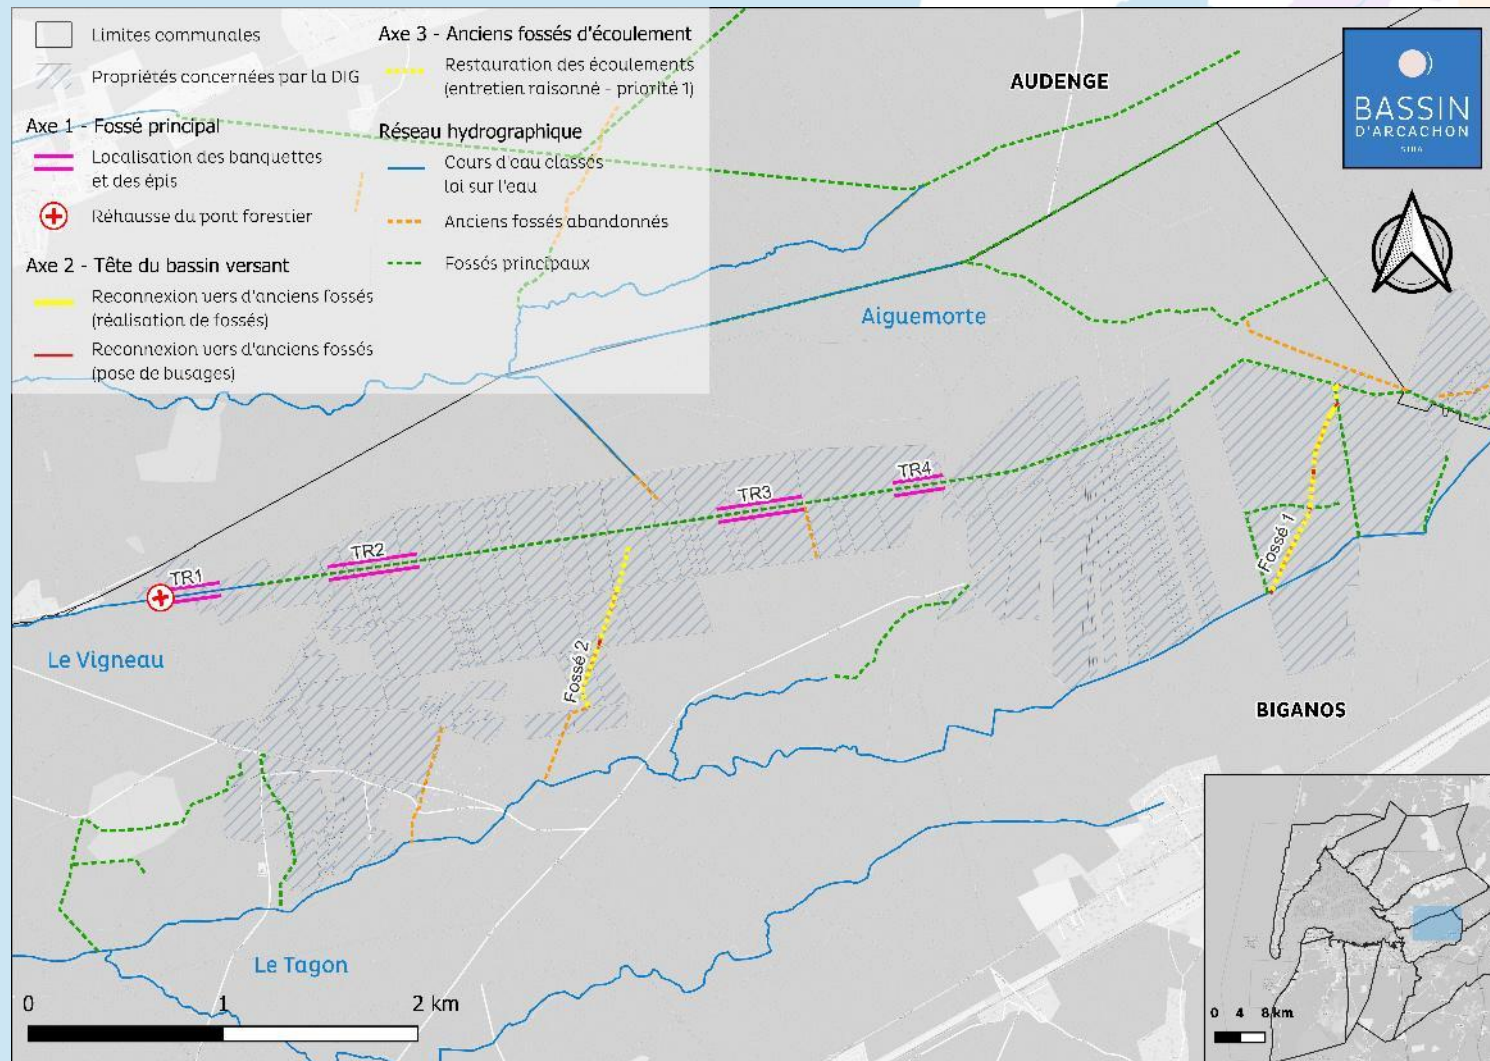 Limites communales
Propriétés concernées par la DIG
Axe 1 - Fossé principal
Localisation des banquettes
et des épis
Réhausse du pont forestier
Axe 2 - Tête du bassin versant
Reconnexion vers d'anciens fossés
(réalisation de fossés)
Reconnexion vers d'anciens fossés
(pose de busages)
Axe 3 - Anciens fossés d'écoulement
Restauration des écoulements
(entretien raisonné - priorité 1)
Réseau hydrographique
Cours d'eau classés
loi sur l'eau
Anciens fossés abandonnés
Fossés principaux
AUDENGE
BASSIN
D'ARCACHON
SIBA
Aiguemorte
TR4
TR3
TR2
TR1
Fossé 1
Fossé 2
Le Vigneau
BIGANOS
Le Tagon
0 1 2 km
0 4 8 km